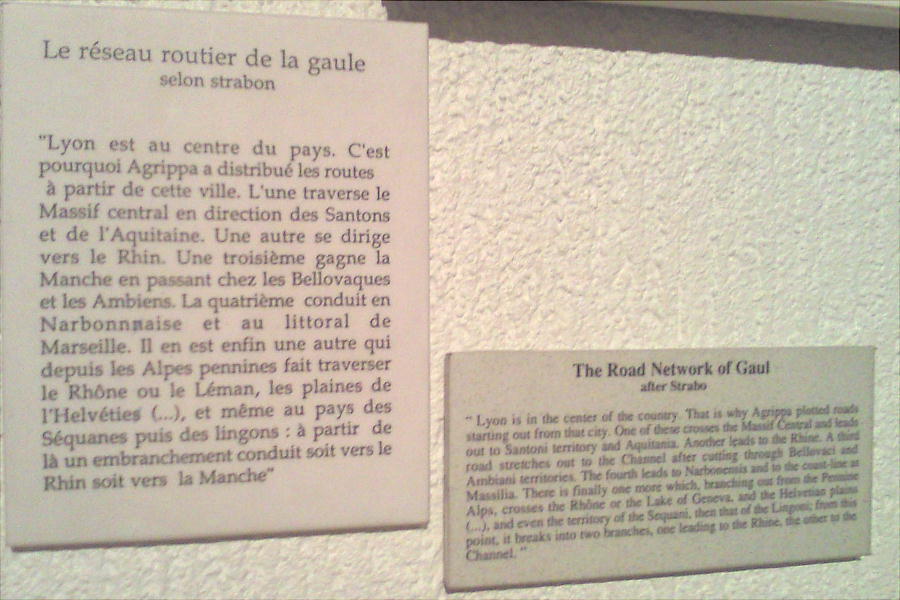 Le réseau routier de la gaule
selon strabon
"Lyon est au centre du pays. C'est
pourquoi Agrippa a distribué les routes
à partir de cette ville. L'une traverse le
Massif central en direction des Santons
et de l'Aquitaine. Une autre se dirige
vers le Rhin. Une troisième gagne la
Manche en passant chez les Bellovaques
et les Ambiens. La quatrième conduit en
Narbonnnaise et au littoral de
Marseille. Il en est enfin une autre qui
depuis les Alpes pennines fait traverser
le Rhône ou le Léman, les plaines de
l'Helvéties (...), et même au pays des
Séquanes puis des lingons : à partir de
là un embranchement conduit soit vers le
Rhin soit vers la Manche"
The Road Network of Gaul
after Strabo
" Lyon is in the center of the country. That is why Agrippa plotted roads
starting out from that city. One of these crosses the Massif Central and leads
out to Santoni territory and Aquitania. Another leads to the Rhine. A third
road stretches out to the Channel after cutting through Bellovaci and
Ambiani territories. The fourth leads to Narbonensis and to the coast-line at
Massilia. There is finally one more which, branching out from the Pennine
Alps, crosses the Rhône or the Lake of Geneva, and the Helvetian plains
(...), and even the territory of the Sequani, then that of the Lingoni; from this
point, it breaks into two branches, one leading to the Rhine, the other to the
Channel. "